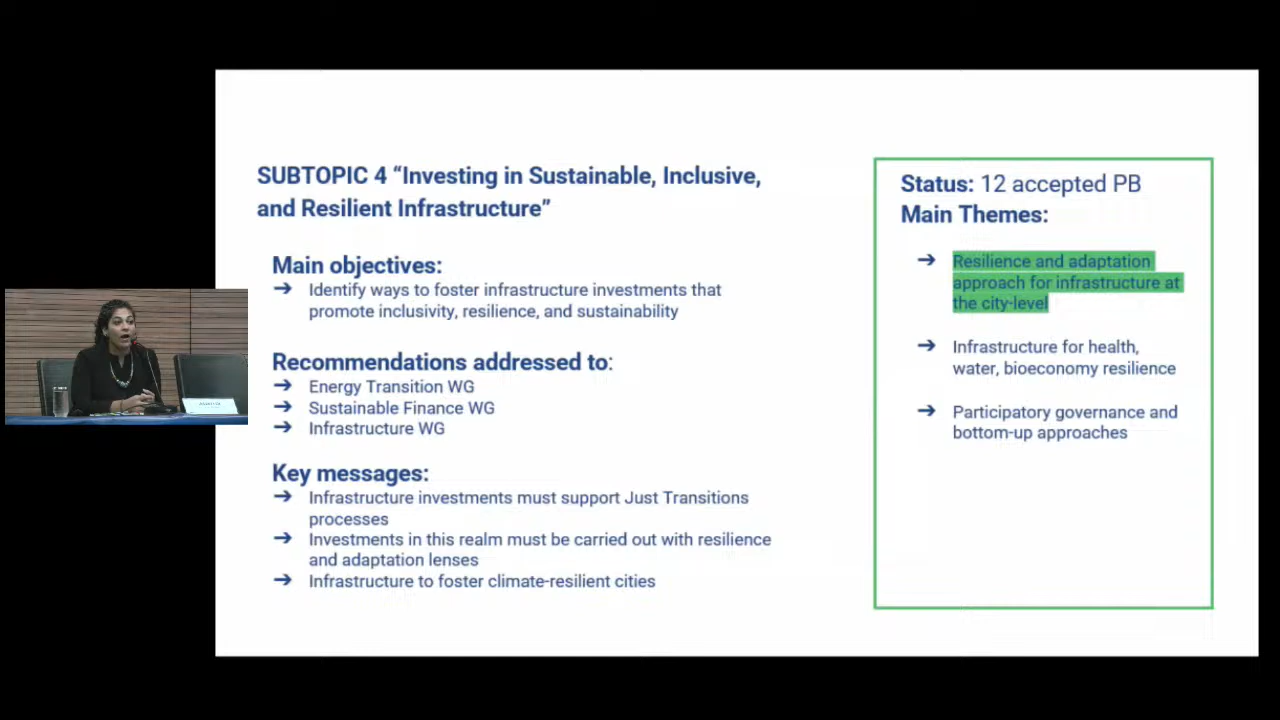 SUBTOPIC 4 “Investing in Sustainable, Inclusive,
and Resilient Infrastructure”
Main objectives:
➔ Identify ways to foster infrastructure investments that
promote inclusivity, resilience, and sustainability
Recommendations addressed to:
➔ Energy Transition WG
➔ Sustainable Finance WG
➔ Infrastructure WG
Key messages:
➔ Infrastructure investments must support Just Transitions
processes
➔ Investments in this realm must be carried out with resilience
and adaptation lenses
➔ Infrastructure to foster climate-resilient cities
Status: 12 accepted PB
Main Themes:
➔ Resilience and adaptation
approach for infrastructure at
the city-level
➔ Infrastructure for health,
water, bioeconomy resilience
➔ Participatory governance and
bottom-up approaches